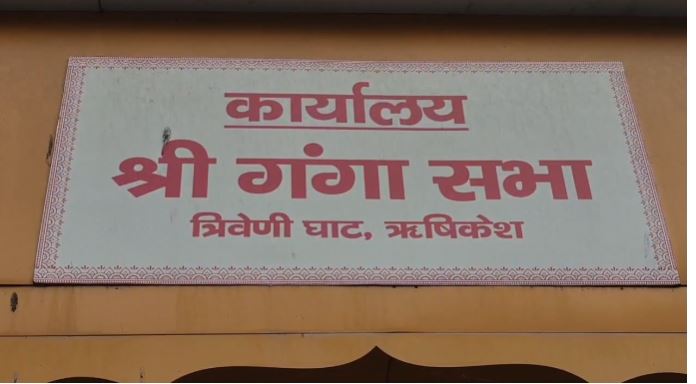 कार्यालय
श्री गंगा सभा
त्रिवेणी घाट, ऋषिकेश